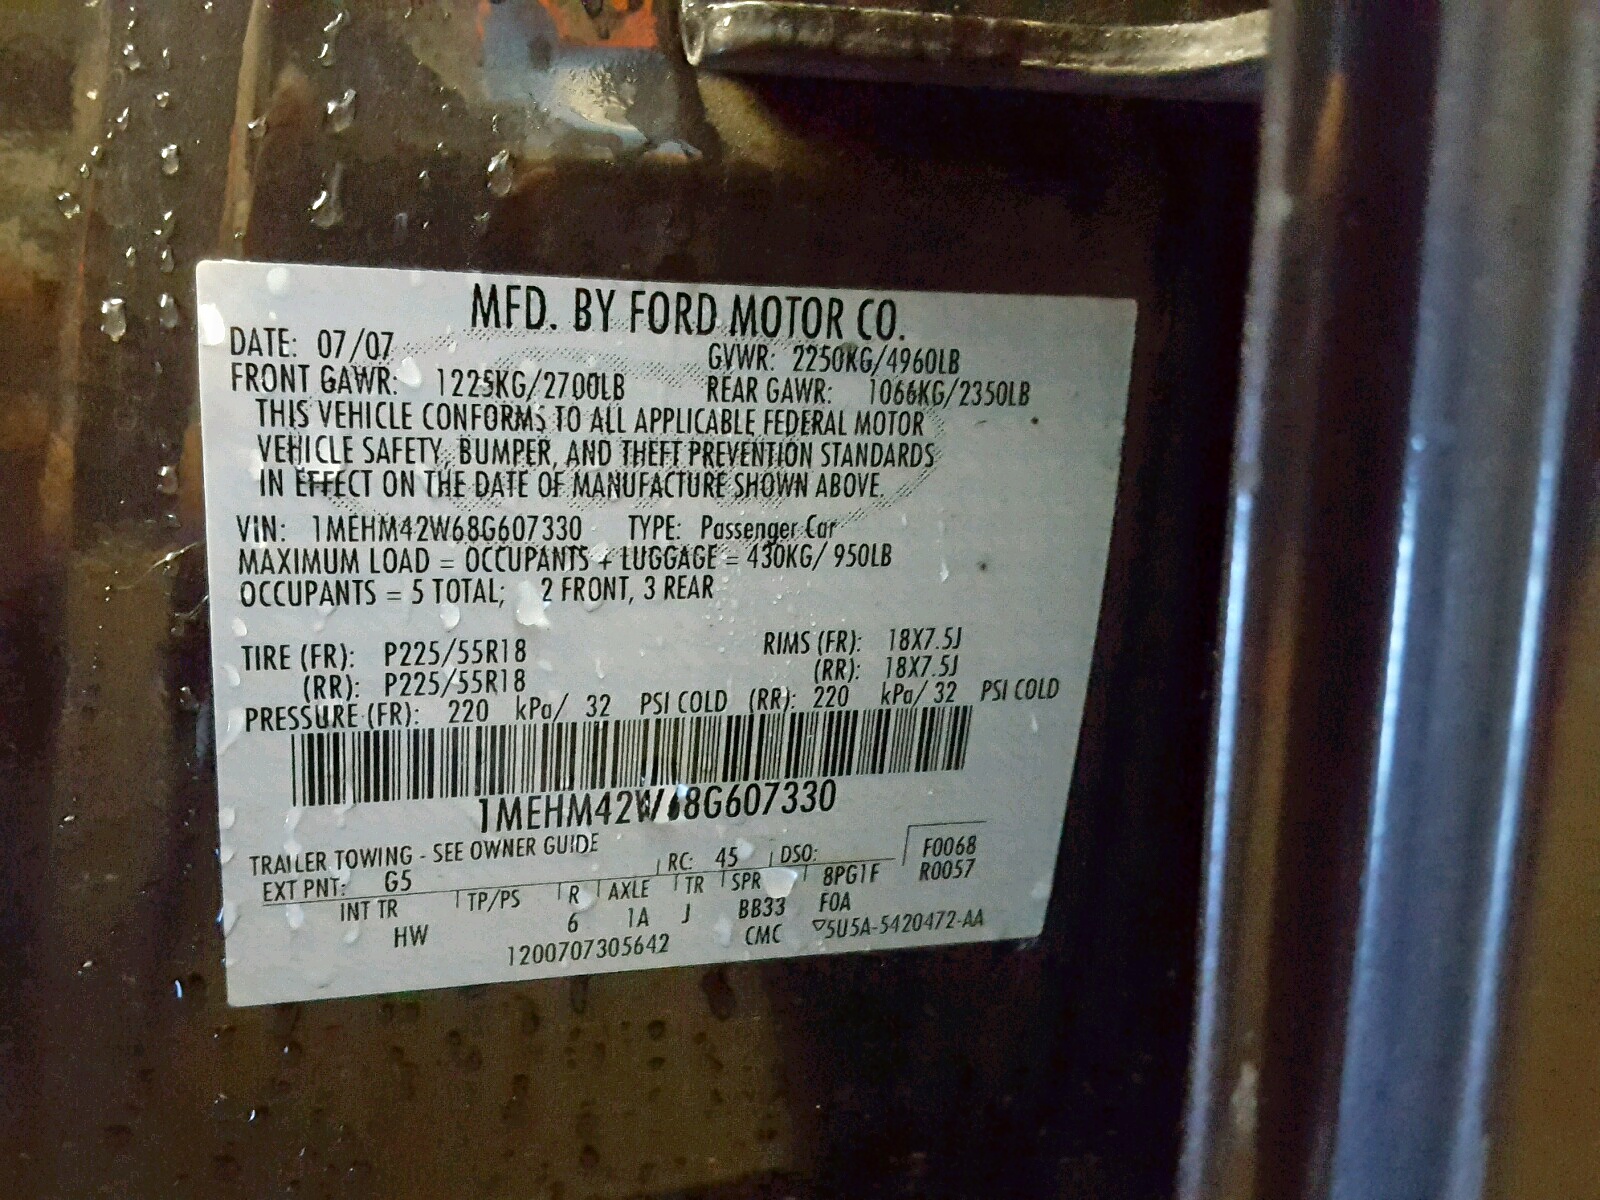 MFD. BY FORD MOTOR CO.
DATE: 07/07 GVWR: 2250KG/4960LB
FRONT GAWR: 1225KG/2700LB REAR GAWR: 1066KG/2350LB
THIS VEHICLE CONFORMS TO ALL APPLICABLE FEDERAL MOTOR
VEHICLE SAFETY, BUMPER, AND THEFT PREVENTION STANDARDS
IN EFFECT ON THE DATE OF MANUFACTURE SHOWN ABOVE.
VIN: 1MEHM42W68G607330 TYPE: Passenger Car
MAXIMUM LOAD = OCCUPANTS + LUGGAGE = 430KG/ 950LB
OCCUPANTS = 5 TOTAL; 2 FRONT, 3 REAR
TIRE (FR): P225/55R18 RIMS (FR): 18X7.5J
(RR): P225/55R18 (RR): 18X7.5J
PRESSURE (FR): 220 kPa/ 32 PSI COLD (RR): 220 kPa/ 32 PSI COLD
1MEHM42W68G607330
TRAILER TOWING - SEE OWNER GUIDE
EXT PNT: G5 RC: 45 DSO: F0068
INT TR TP/PS R AXLE TR SPR 8PG1F R0057
HW 6 1A J BB33 F0A
1200707305642 CMC ▽5U5A-5420472-AA